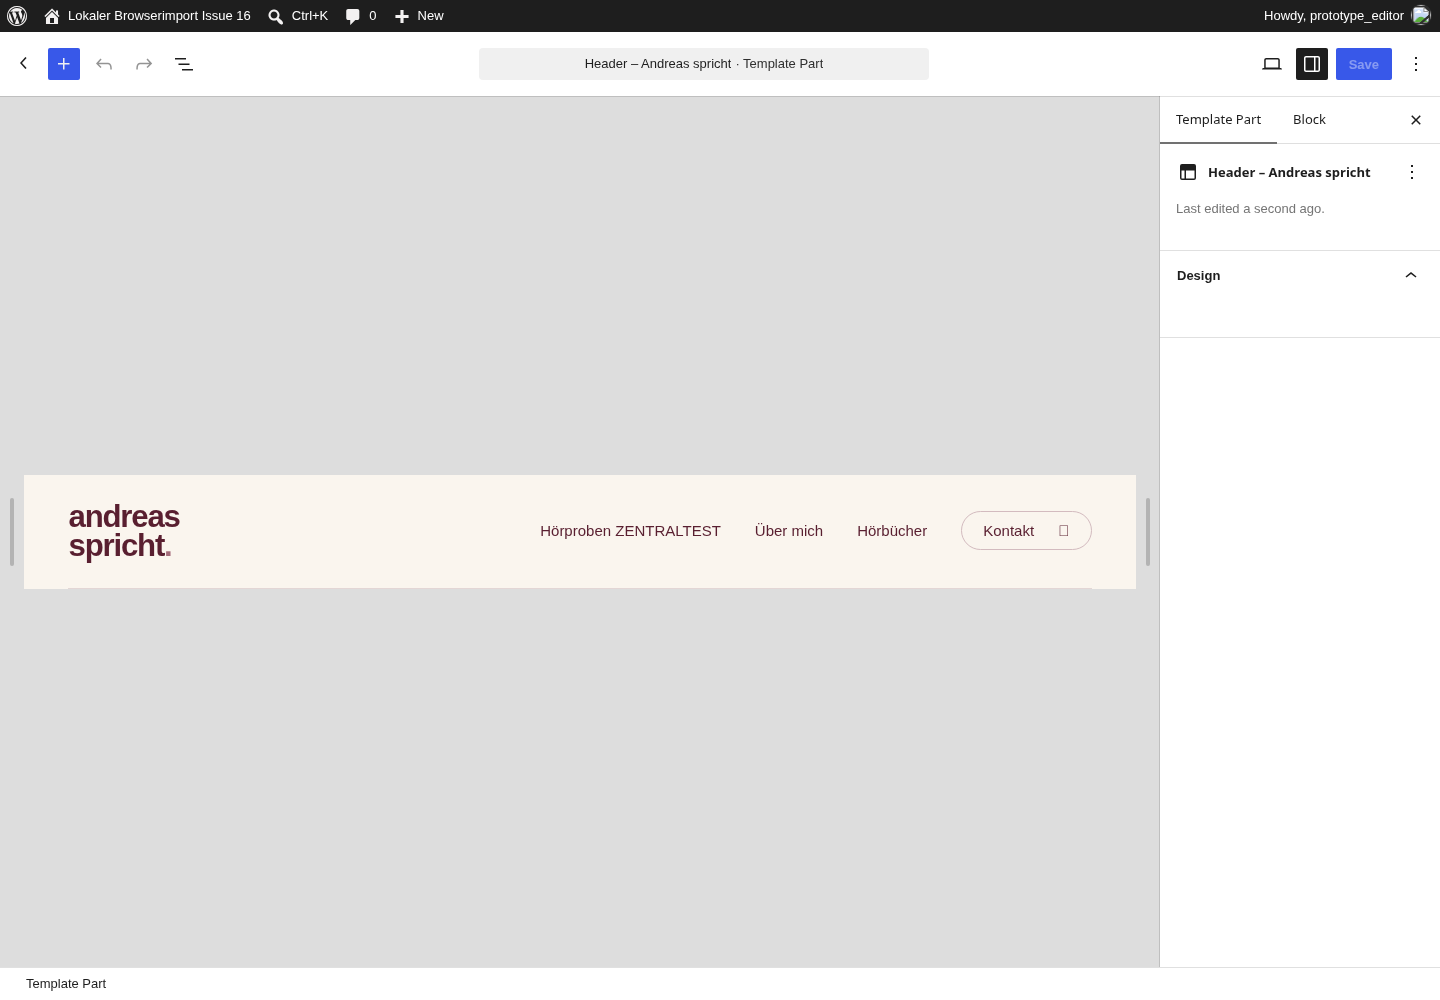 Lokaler Browserimport Issue 16 Ctrl+K 0 New Howdy, prototype_editor
Header – Andreas spricht · Template Part Save
Template Part Block
Header – Andreas spricht
Last edited a second ago.
Design
andreas
spricht.
Hörproben ZENTRALTEST Über mich Hörbücher Kontakt
Template Part